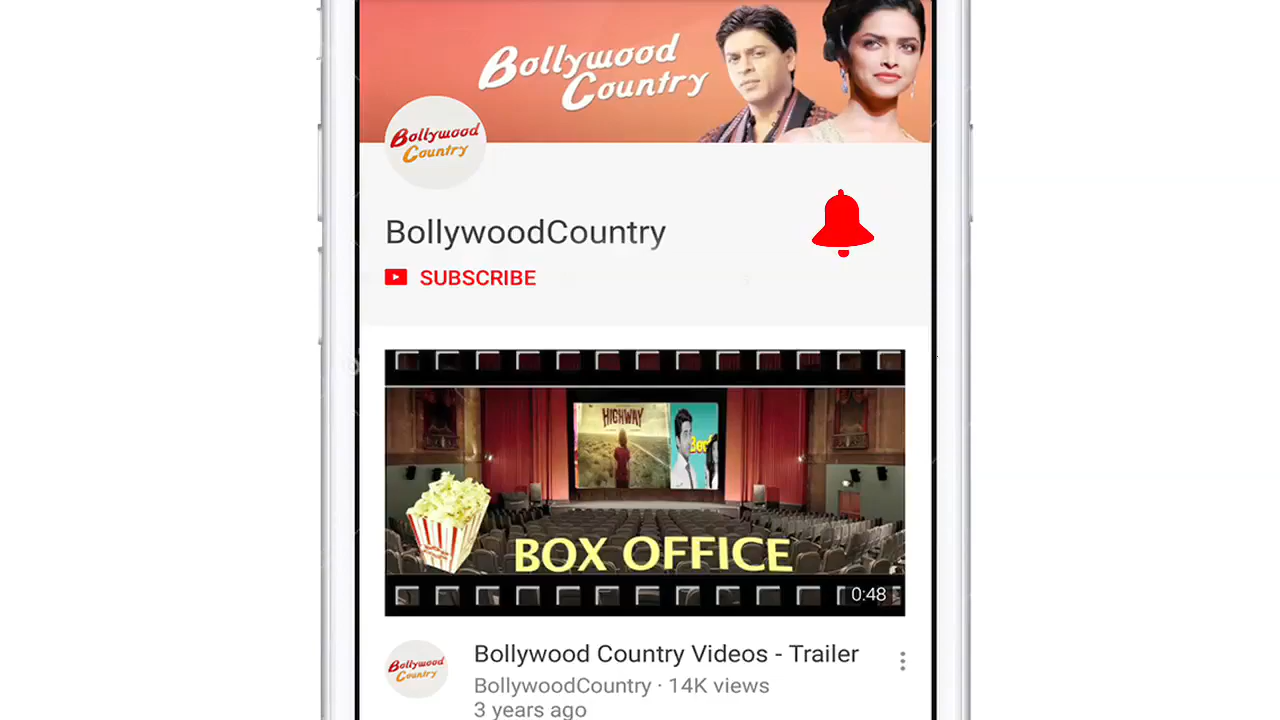 Bollywood
Country
Bollywood
Country
BollywoodCountry
SUBSCRIBE
HIGHWAY
BOX OFFICE
0:48
Bollywood
Country
Bollywood Country Videos - Trailer
BollywoodCountry · 14K views
3 years ago